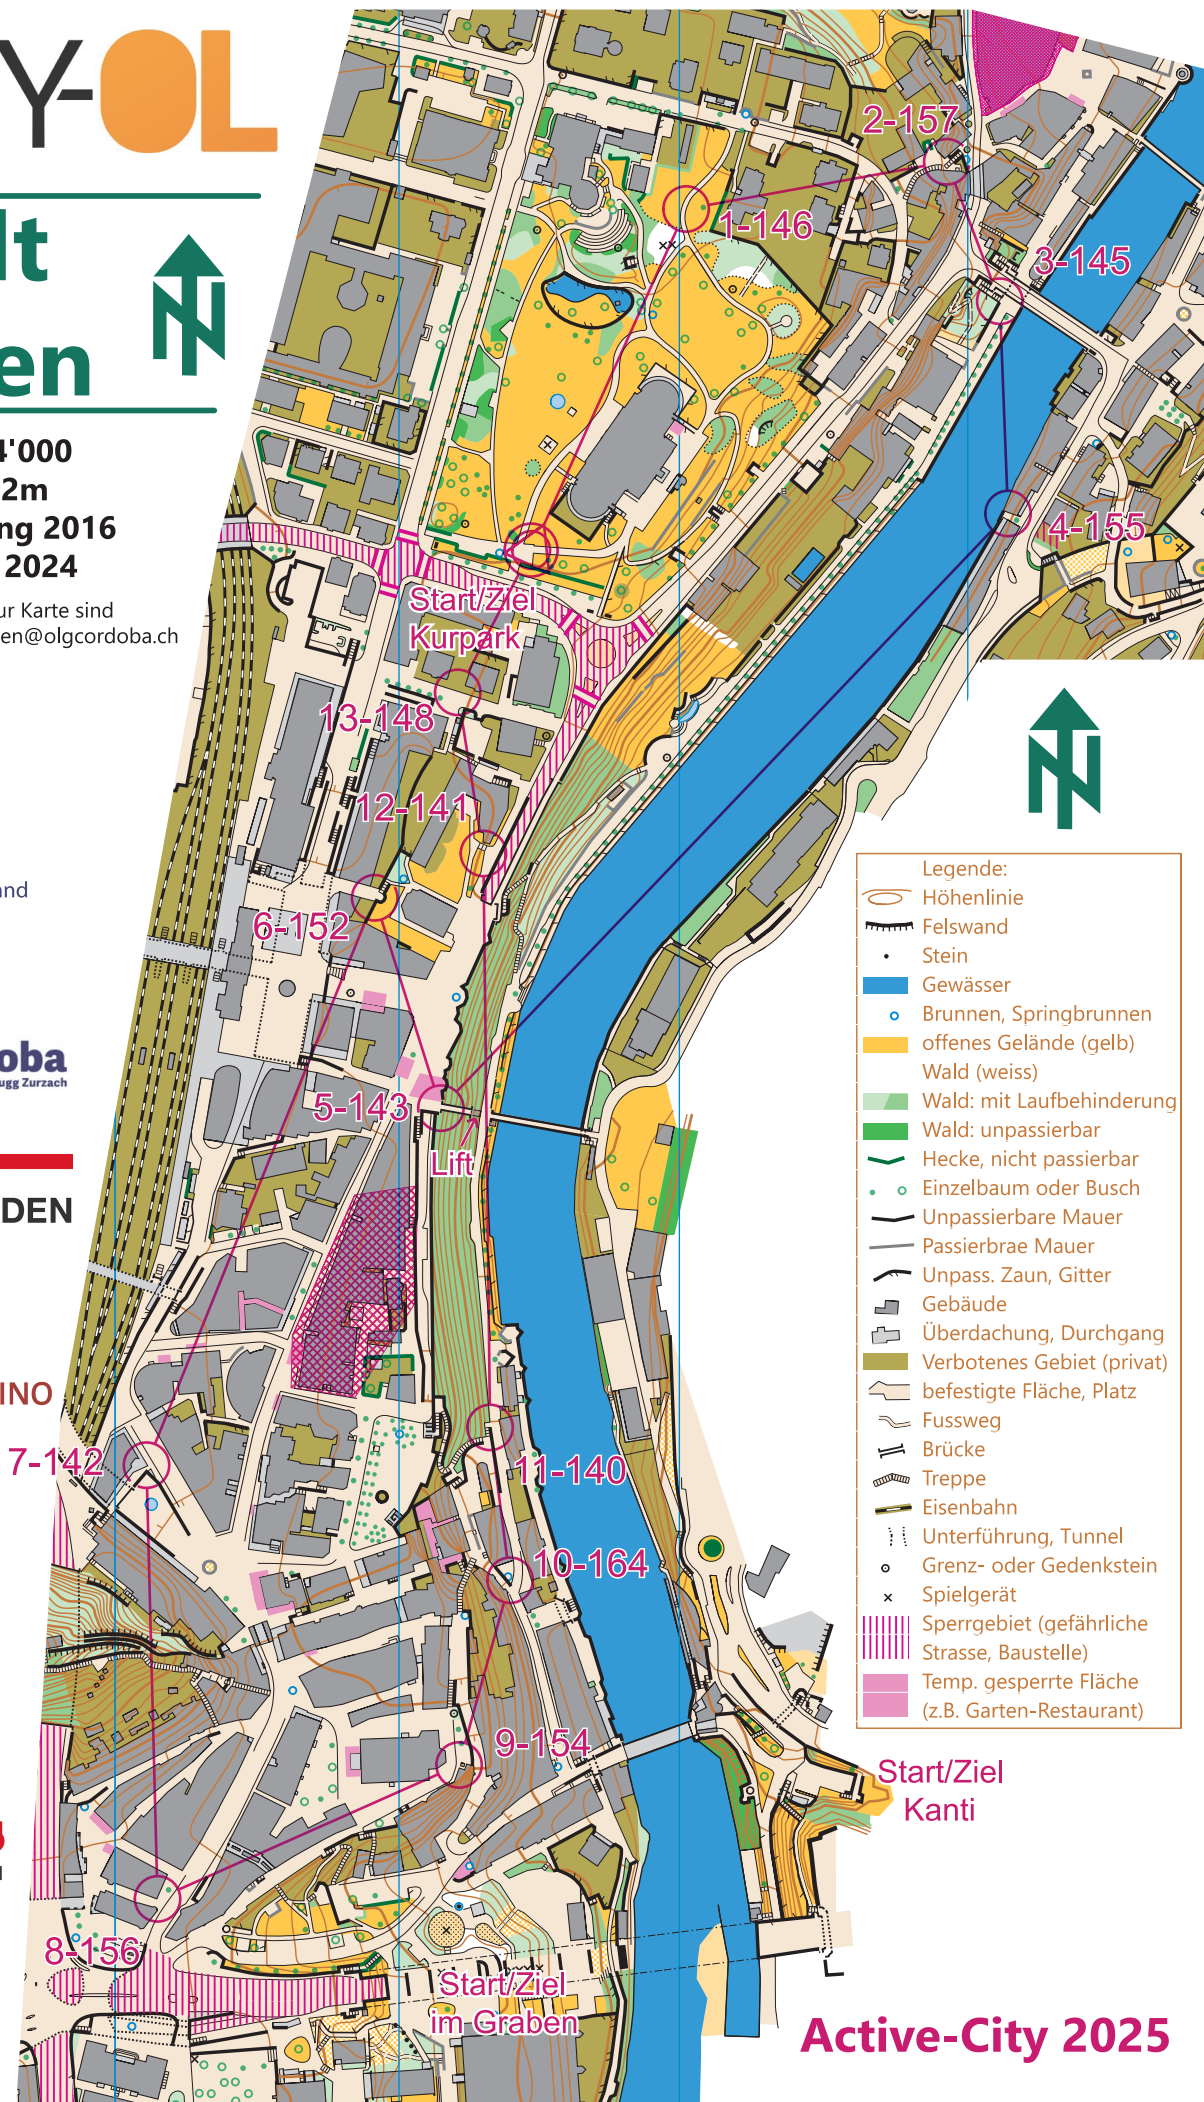 Y-OL
lt
en
4'000
2m
ng 2016
2024
ur Karte sind
en@olgcordoba.ch
and
oba
ugg Zurzach
DEN
INO
N
N
2-157
1-146
3-145
4-155
Start/Ziel
Kurpark
13-148
12-141
6-152
5-143
Lift
7-142
11-140
10-164
9-154
8-156
Start/Ziel
Kanti
Start/Ziel
im Graben
Legende:
Höhenlinie
Felswand
Stein
Gewässer
Brunnen, Springbrunnen
offenes Gelände (gelb)
Wald (weiss)
Wald: mit Laufbehinderung
Wald: unpassierbar
Hecke, nicht passierbar
Einzelbaum oder Busch
Unpassierbare Mauer
Passierbrae Mauer
Unpass. Zaun, Gitter
Gebäude
Überdachung, Durchgang
Verbotenes Gebiet (privat)
befestigte Fläche, Platz
Fussweg
Brücke
Treppe
Eisenbahn
Unterführung, Tunnel
Grenz- oder Gedenkstein
Spielgerät
Sperrgebiet (gefährliche
Strasse, Baustelle)
Temp. gesperrte Fläche
(z.B. Garten-Restaurant)
Active-City 2025